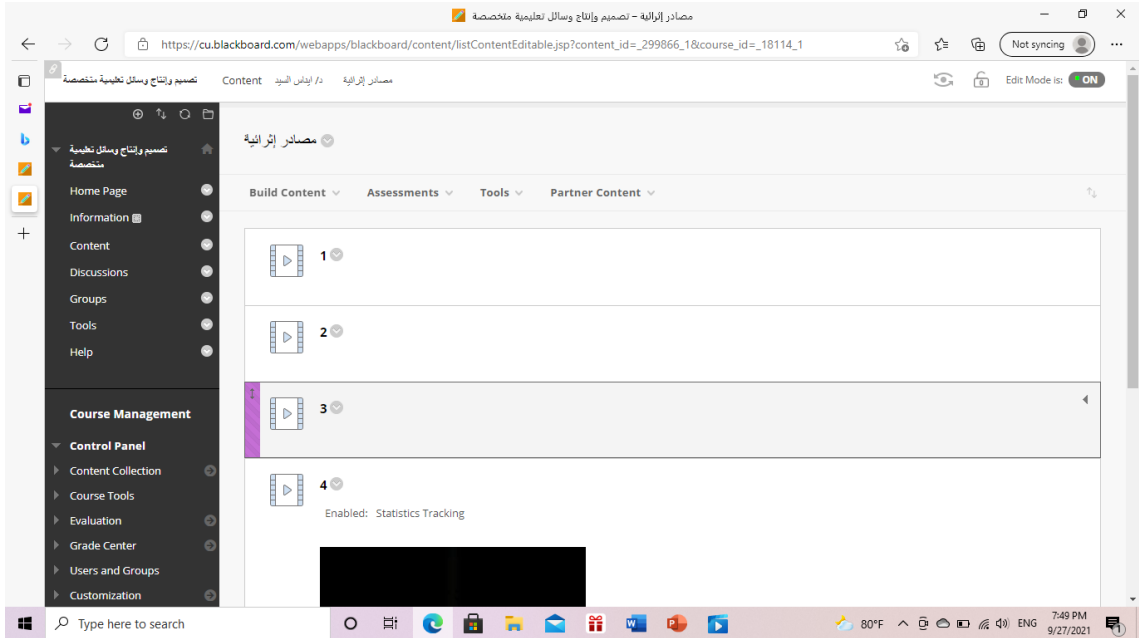 مصادر إثرائية – تصميم وإنتاج وسائل تعليمية متخصصة
https://cu.blackboard.com/webapps/blackboard/content/listContentEditable.jsp?content_id=_299866_1&course_id=_18114_1
Not syncing
تصميم وإنتاج وسائل تعليمية متخصصة Content د/ ايناس السيد مصادر إثرائية
Edit Mode is: ON
تصميم وإنتاج وسائل تعليمية
متخصصة
Home Page
Information
Content
Discussions
Groups
Tools
Help
Course Management
Control Panel
Content Collection
Course Tools
Evaluation
Grade Center
Users and Groups
Customization
مصادر إثرائية
Build Content Assessments Tools Partner Content
1
2
3
4
Enabled: Statistics Tracking
Type here to search
80°F ENG 7:49 PM
9/27/2021